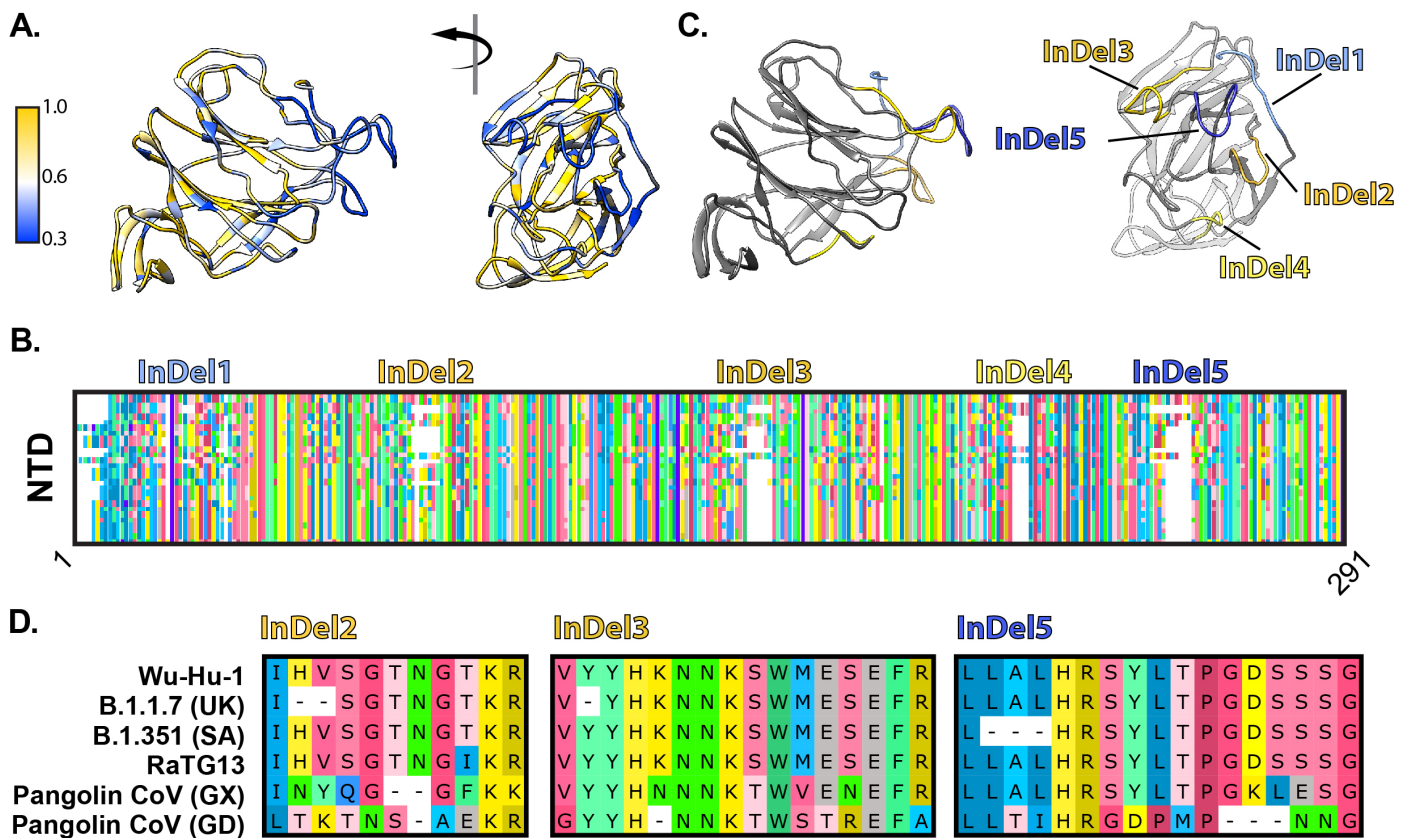 A.
1.0
0.6
0.3
C.
InDel3
InDel1
InDel5
InDel2
InDel4
B.
InDel1 InDel2 InDel3 InDel4 InDel5
NTD
1
291
D.
InDel2 InDel3 InDel5
Wu-Hu-1 I H V S G T N G T K R V Y Y H K N N K S W M E S E F R L L A L H R S Y L T P G D S S S G
B.1.1.7 (UK) I - - S G T N G T K R V - Y H K N N K S W M E S E F R L L A L H R S Y L T P G D S S S G
B.1.351 (SA) I H V S G T N G T K R V Y Y H K N N K S W M E S E F R L - - - H R S Y L T P G D S S S G
RaTG13 I H V S G T N G I K R V Y Y H K N N K S W M E S E F R L L A L H R S Y L T P G D S S S G
Pangolin CoV (GX) I N Y Q G - - G F K K V Y Y H N N N K T W V E N E F R L L A L H R S Y L T P G K L E S G
Pangolin CoV (GD) L T K T N S - A E K R G Y Y H - N N K T W S T R E F A L L T I H R G D P M P - - - N N G